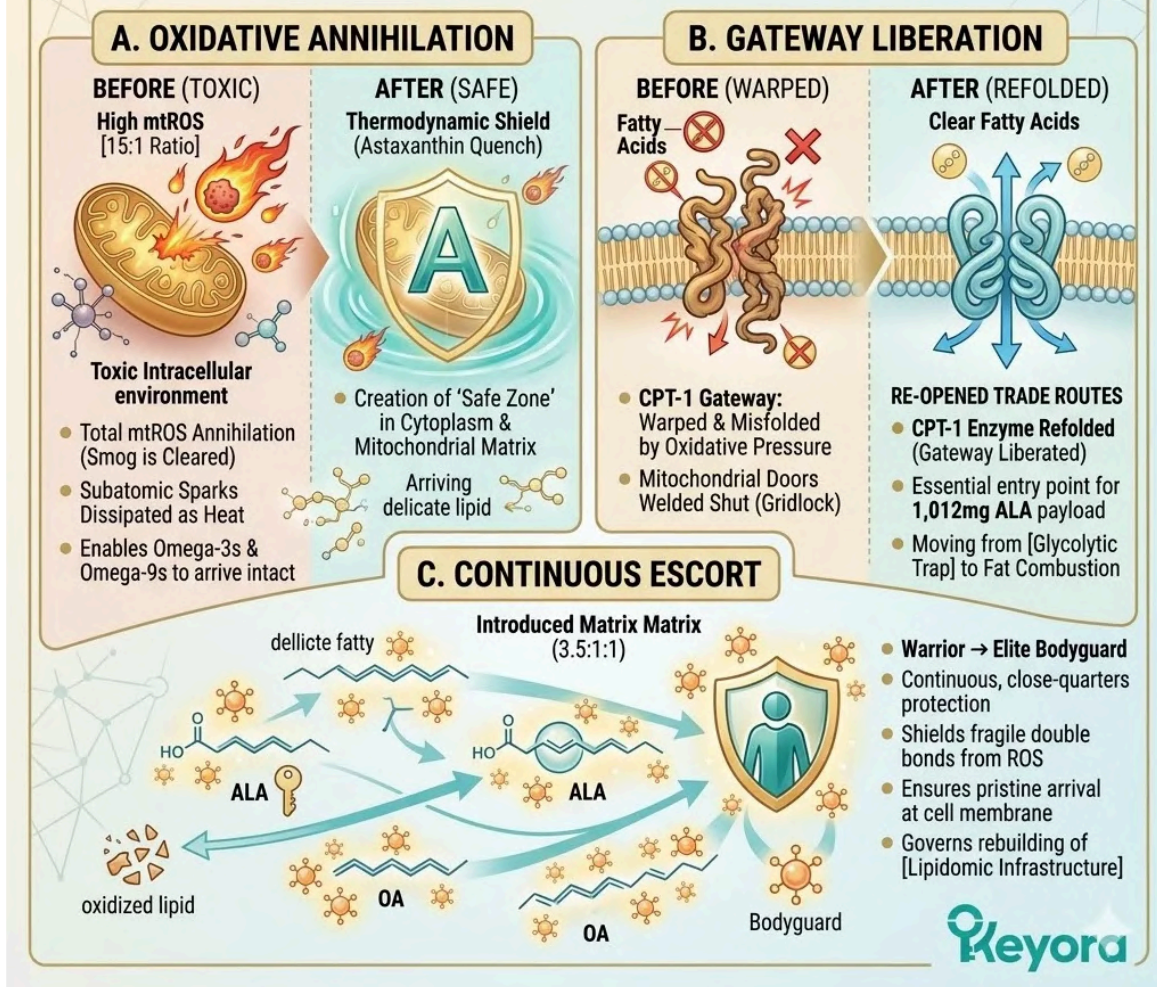 A. OXIDATIVE ANNIHILATION
BEFORE (TOXIC)
High mtROS
[15:1 Ratio]
Toxic Intracellular
environment
Total mtROS Annihilation
(Smog is Cleared)
Subatomic Sparks
Dissipated as Heat
Enables Omega-3s &
Omega-9s to arrive intact
AFTER (SAFE)
Thermodynamic Shield
(Astaxanthin Quench)
A
Creation of ‘Safe Zone’
in Cytoplasm &
Mitochondrial Matrix
Arriving
delicate lipid
B. GATEWAY LIBERATION
BEFORE (WARPED)
Fatty
Acids
CPT-1 Gateway:
Warped & Misfolded
by Oxidative Pressure
Mitochondrial Doors
Welded Shut (Gridlock)
AFTER (REFOLDED)
Clear Fatty Acids
RE-OPENED TRADE ROUTES
CPT-1 Enzyme Refolded
(Gateway Liberated)
Essential entry point for
1,012mg ALA payload
Moving from [Glycolytic
Trap] to Fat Combustion
C. CONTINUOUS ESCORT
Introduced Matrix Matrix
(3.5:1:1)
dellicte fatty
O
HO
ALA
O
HO
ALA
oxidized lipid
OA
OA
Bodyguard
Warrior → Elite Bodyguard
Continuous, close-quarters
protection
Shields fragile double
bonds from ROS
Ensures pristine arrival
at cell membrane
Governs rebuilding of
[Lipidomic Infrastructure]
Keyora